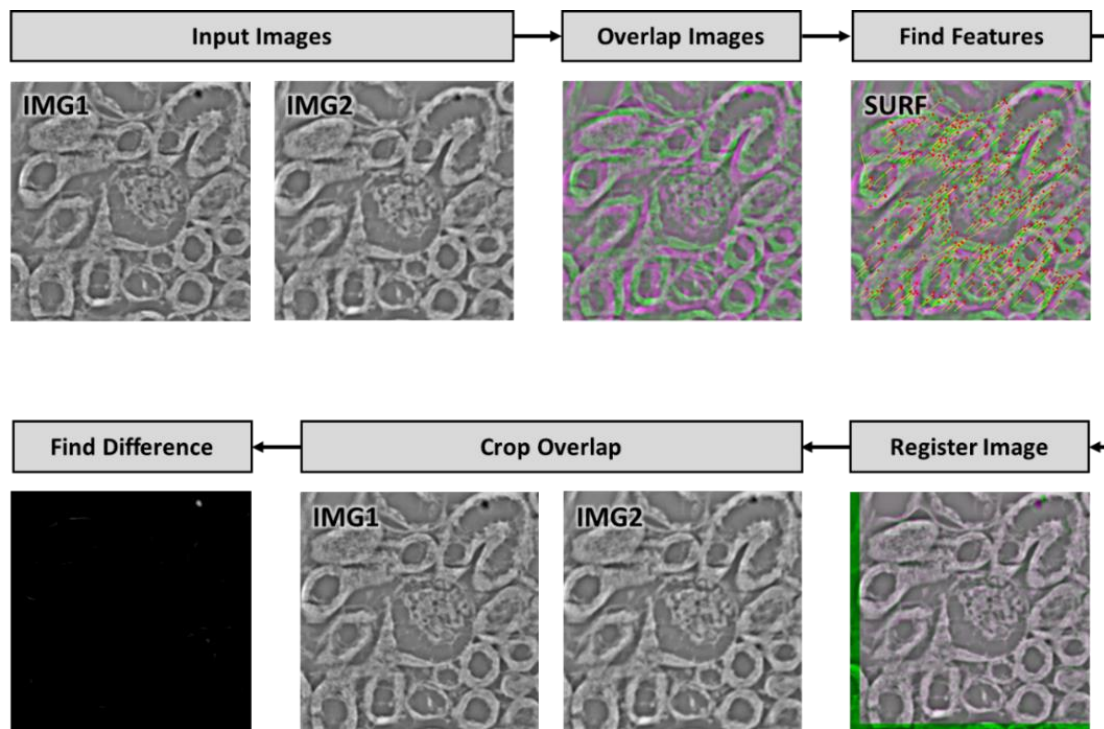 Input Images
Overlap Images
Find Features
IMG1
IMG2
SURF
Find Difference
Crop Overlap
Register Image
IMG1
IMG2